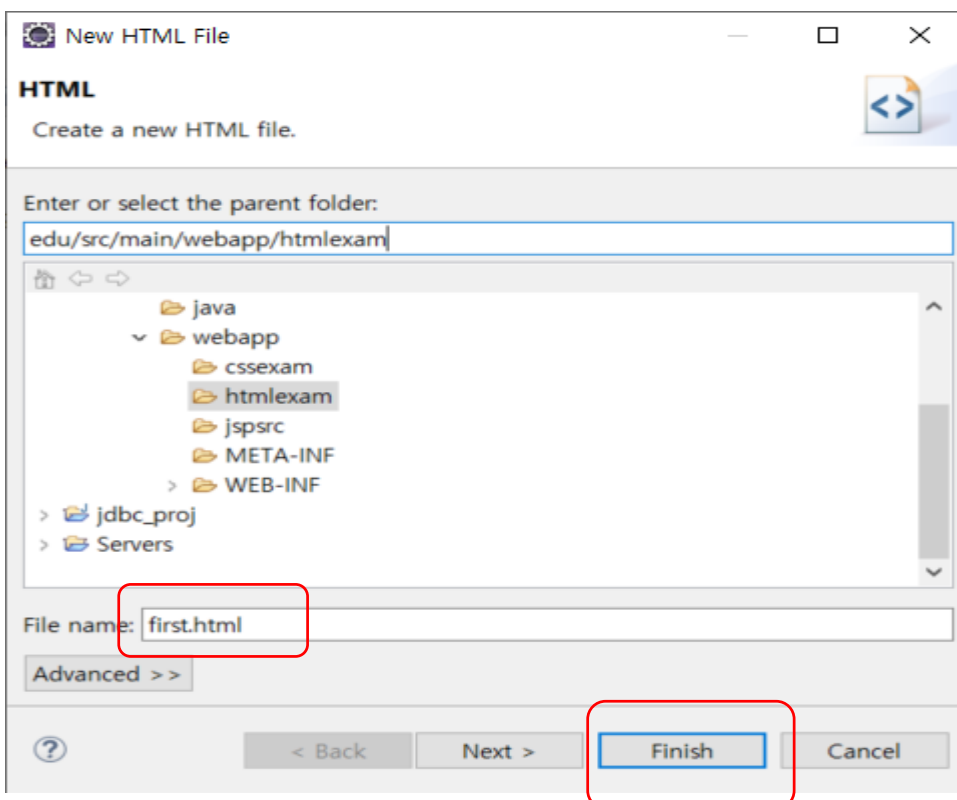 New HTML File
HTML
Create a new HTML file.
Enter or select the parent folder:
edu/src/main/webapp/htmlexam
java
webapp
cssexam
htmlexam
jspsrc
META-INF
WEB-INF
jdbc_proj
Servers
File name: first.html
Advanced >>
? < Back Next > Finish Cancel